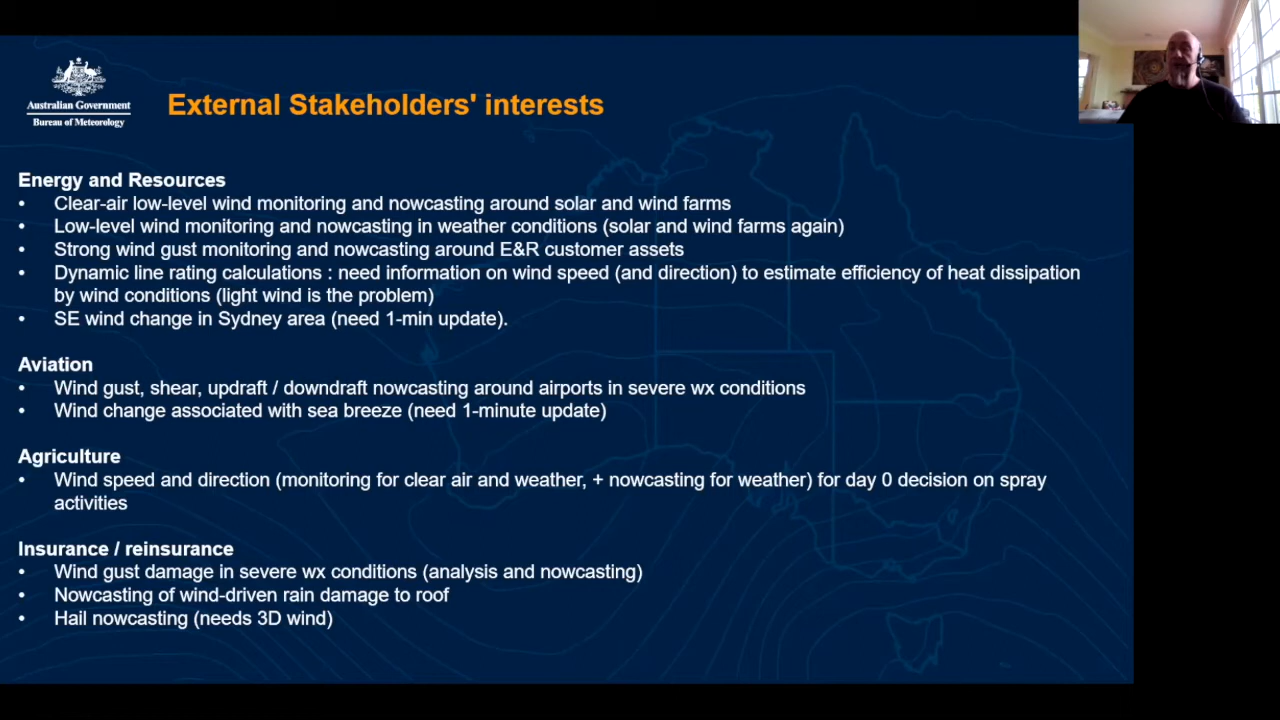 Australian Government
Bureau of Meteorology
External Stakeholders' interests
Energy and Resources
• Clear-air low-level wind monitoring and nowcasting around solar and wind farms
• Low-level wind monitoring and nowcasting in weather conditions (solar and wind farms again)
• Strong wind gust monitoring and nowcasting around E&R customer assets
• Dynamic line rating calculations : need information on wind speed (and direction) to estimate efficiency of heat dissipation
by wind conditions (light wind is the problem)
• SE wind change in Sydney area (need 1-min update).
Aviation
• Wind gust, shear, updraft / downdraft nowcasting around airports in severe wx conditions
• Wind change associated with sea breeze (need 1-minute update)
Agriculture
• Wind speed and direction (monitoring for clear air and weather, + nowcasting for weather) for day 0 decision on spray
activities
Insurance / reinsurance
• Wind gust damage in severe wx conditions (analysis and nowcasting)
• Nowcasting of wind-driven rain damage to roof
• Hail nowcasting (needs 3D wind)